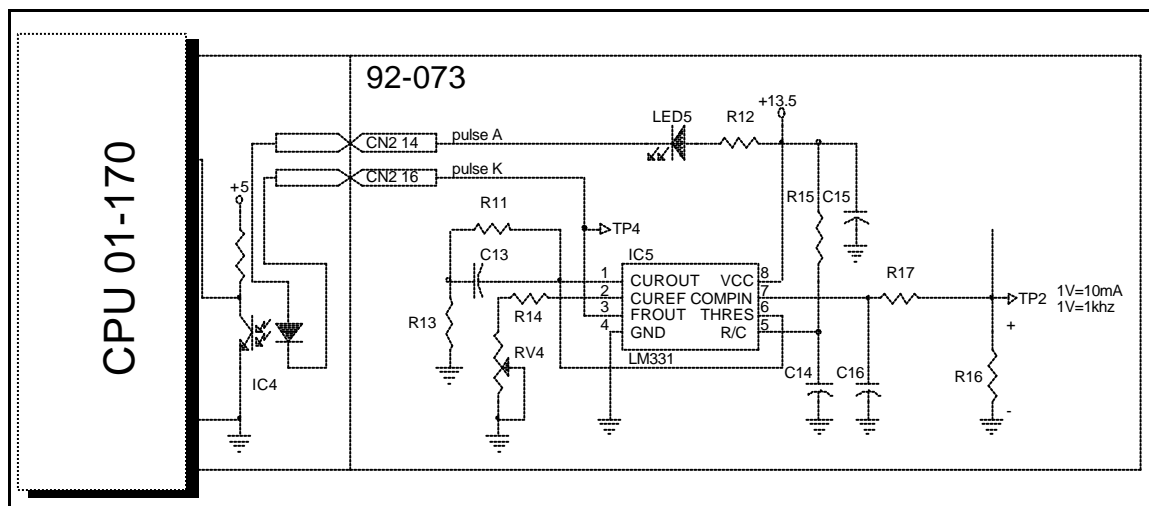 CPU 01-170
92-073
+13.5
LED5
R12
pulse A
CN2 14
pulse K
CN2 16
+5
R11
TP4
R15
C15
C13
IC5
1 CUROUT VCC 8
2 CUREF COMPIN 7
3 FROUT THRES 6
4 GND R/C 5
LM331
R17
TP2
1V=10mA
1V=1khz
+
R14
R13
RV4
IC4
C14
C16
R16
-